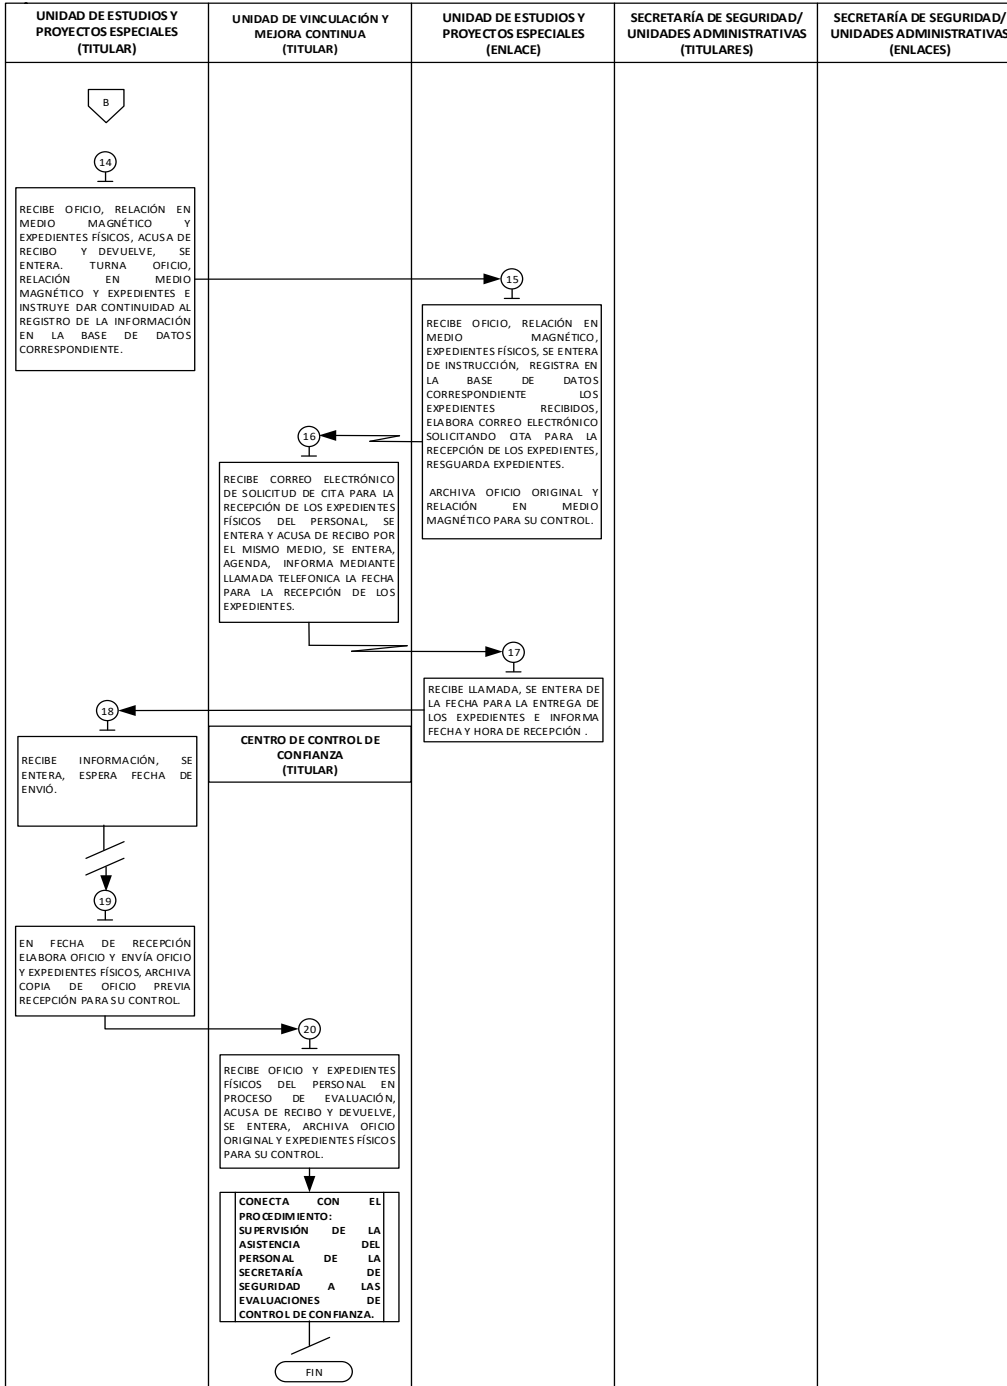 UNIDAD DE ESTUDIOS Y
PROYECTOS ESPECIALES
(TITULAR)
UNIDAD DE VINCULACIÓN Y
MEJORA CONTINUA
(TITULAR)
UNIDAD DE ESTUDIOS Y
PROYECTOS ESPECIALES
(ENLACE)
SECRETARÍA DE SEGURIDAD/
UNIDADES ADMINISTRATIVAS
(TITULARES)
SECRETARÍA DE SEGURIDAD/
UNIDADES ADMINISTRATIVAS
(ENLACES)
B
14
RECIBE OFICIO, RELACIÓN EN
MEDIO MAGNÉTICO Y
EXPEDIENTES FÍSICOS, ACUSA DE
RECIBO Y DEVUELVE, SE
ENTERA. TURNA OFICIO,
RELACIÓN EN MEDIO
MAGNÉTICO Y EXPEDIENTES E
INSTRUYE DAR CONTINUIDAD AL
REGISTRO DE LA INFORMACIÓN
EN LA BASE DE DATOS
CORRESPONDIENTE.
15
RECIBE OFICIO, RELACIÓN EN
MEDIO MAGNÉTICO,
EXPEDIENTES FÍSICOS, SE ENTERA
DE INSTRUCCIÓN, REGISTRA EN
LA BASE DE DATOS
CORRESPONDIENTE LOS
EXPEDIENTES RECIBIDOS,
ELABORA CORREO ELECTRÓNICO
SOLICITANDO CITA PARA LA
RECEPCIÓN DE LOS EXPEDIENTES,
RESGUARDA EXPEDIENTES.
ARCHIVA OFICIO ORIGINAL Y
RELACIÓN EN MEDIO
MAGNÉTICO PARA SU CONTROL.
16
RECIBE CORREO ELECTRÓNICO
DE SOLICITUD DE CITA PARA LA
RECEPCIÓN DE LOS EXPEDIENTES
FÍSICOS DEL PERSONAL, SE
ENTERA Y ACUSA DE RECIBO POR
EL MISMO MEDIO, SE ENTERA,
AGENDA, INFORMA MEDIANTE
LLAMADA TELEFONICA LA FECHA
PARA LA RECEPCIÓN DE LOS
EXPEDIENTES.
17
RECIBE LLAMADA, SE ENTERA DE
LA FECHA PARA LA ENTREGA DE
LOS EXPEDIENTES E INFORMA
FECHA Y HORA DE RECEPCIÓN .
18
RECIBE INFORMACIÓN, SE
ENTERA, ESPERA FECHA DE
ENVIÓ.
CENTRO DE CONTROL DE
CONFIANZA
(TITULAR)
19
EN FECHA DE RECEPCIÓN
ELABORA OFICIO Y ENVÍA OFICIO
Y EXPEDIENTES FÍSICOS, ARCHIVA
COPIA DE OFICIO PREVIA
RECEPCIÓN PARA SU CONTROL.
20
RECIBE OFICIO Y EXPEDIENTES
FÍSICOS DEL PERSONAL EN
PROCESO DE EVALUACIÓN,
ACUSA DE RECIBO Y DEVUELVE,
SE ENTERA, ARCHIVA OFICIO
ORIGINAL Y EXPEDIENTES FÍSICOS
PARA SU CONTROL.
CONECTA CON EL
PROCEDIMIENTO:
SUPERVISIÓN DE LA
ASISTENCIA DEL
PERSONAL DE LA
SECRETARÍA DE
SEGURIDAD A LAS
EVALUACIONES DE
CONTROL DE CONFIANZA.
FIN